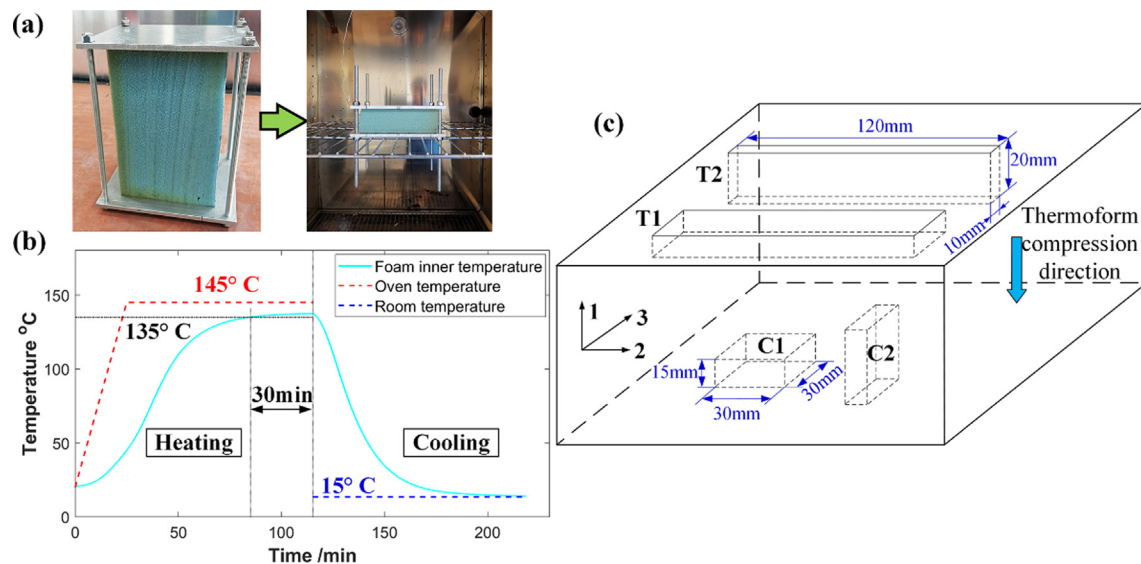 (a)
(b)
Foam inner temperature
Oven temperature
Room temperature
145° C
135° C
30min
Heating
Cooling
15° C
150
100
50
0
0
50
100
150
200
Temperature °C
Time /min
(c)
120mm
20mm
10mm
T2
T1
Thermoform
compression
direction
1
3
2
C1
C2
15mm
30mm
30mm